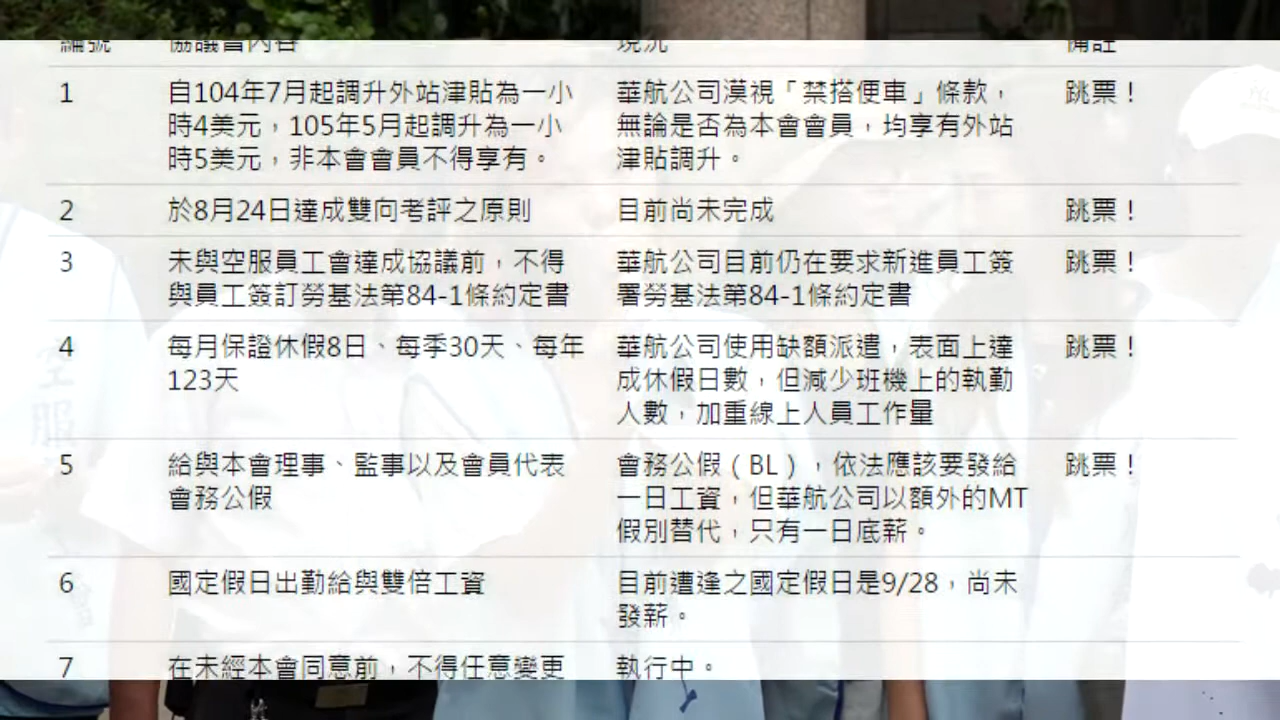 編號 協議書內容 現況 備註
1 自104年7月起調升外站津貼為一小 華航公司漠視「禁搭便車」條款， 跳票！
時4美元，105年5月起調升為一小 無論是否為本會會員，均享有外站
時5美元，非本會會員不得享有。 津貼調升。
2 於8月24日達成雙向考評之原則 目前尚未完成 跳票！
3 未與空服員工會達成協議前，不得 華航公司目前仍在要求新進員工簽 跳票！
與員工簽訂勞基法第84-1條約定書 署勞基法第84-1條約定書
4 每月保證休假8日、每季30天、每年 華航公司使用缺額派遣，表面上達 跳票！
123天 成休假日數，但減少班機上的執勤
人數，加重線上人員工作量
5 給與本會理事、監事以及會員代表 會務公假（BL），依法應該要發給 跳票！
會務公假 一日工資，但華航公司以額外的MT
假別替代，只有一日底薪。
6 國定假日出勤給與雙倍工資 目前遭逢之國定假日是9/28，尚未
發薪。
7 在未經本會同意前，不得任意變更 執行中。
空服